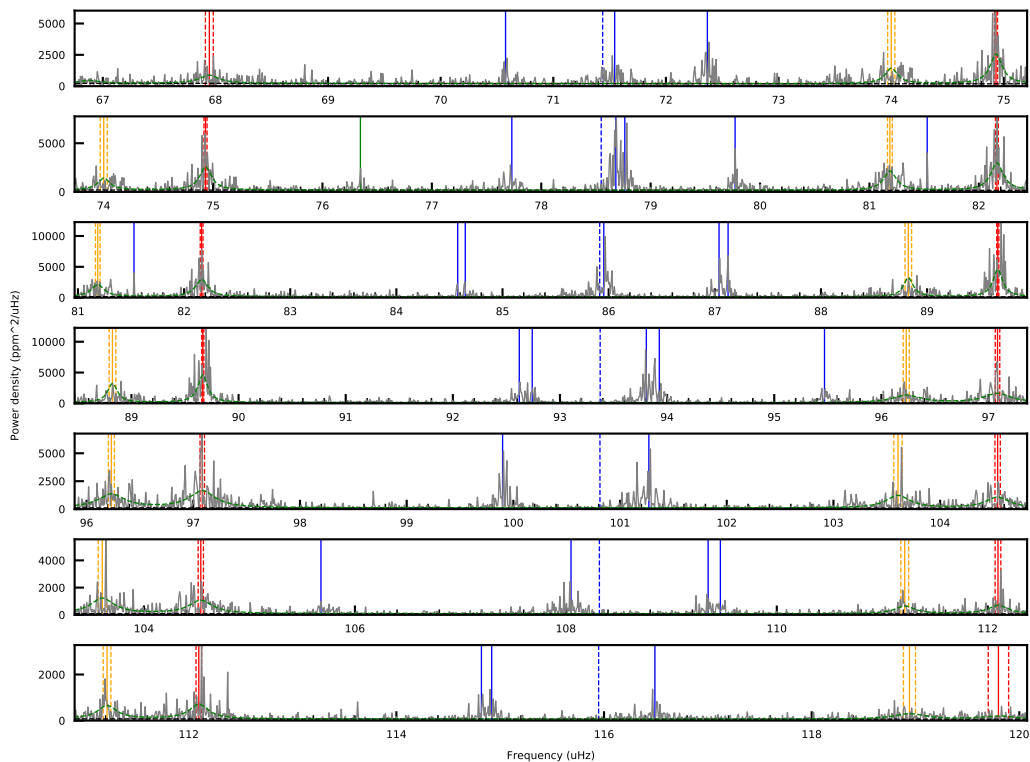 5000
2500
0
67 68 69 70 71 72 73 74 75
5000
0
74 75 76 77 78 79 80 81 82
10000
5000
0
81 82 83 84 85 86 87 88 89
Power density (ppm^2/uHz)
10000
5000
0
89 90 91 92 93 94 95 96 97
5000
2500
0
96 97 98 99 100 101 102 103 104
4000
2000
0
104 106 108 110 112
2000
0
112 114 116 118 120
Frequency (uHz)